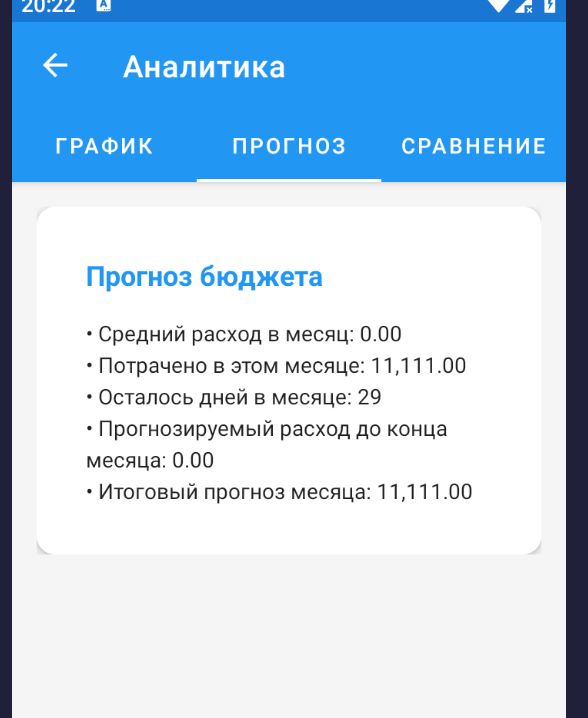 20:22
Аналитика
ГРАФИК ПРОГНОЗ СРАВНЕНИЕ
Прогноз бюджета
• Средний расход в месяц: 0.00
• Потрачено в этом месяце: 11,111.00
• Осталось дней в месяце: 29
• Прогнозируемый расход до конца
месяца: 0.00
• Итоговый прогноз месяца: 11,111.00